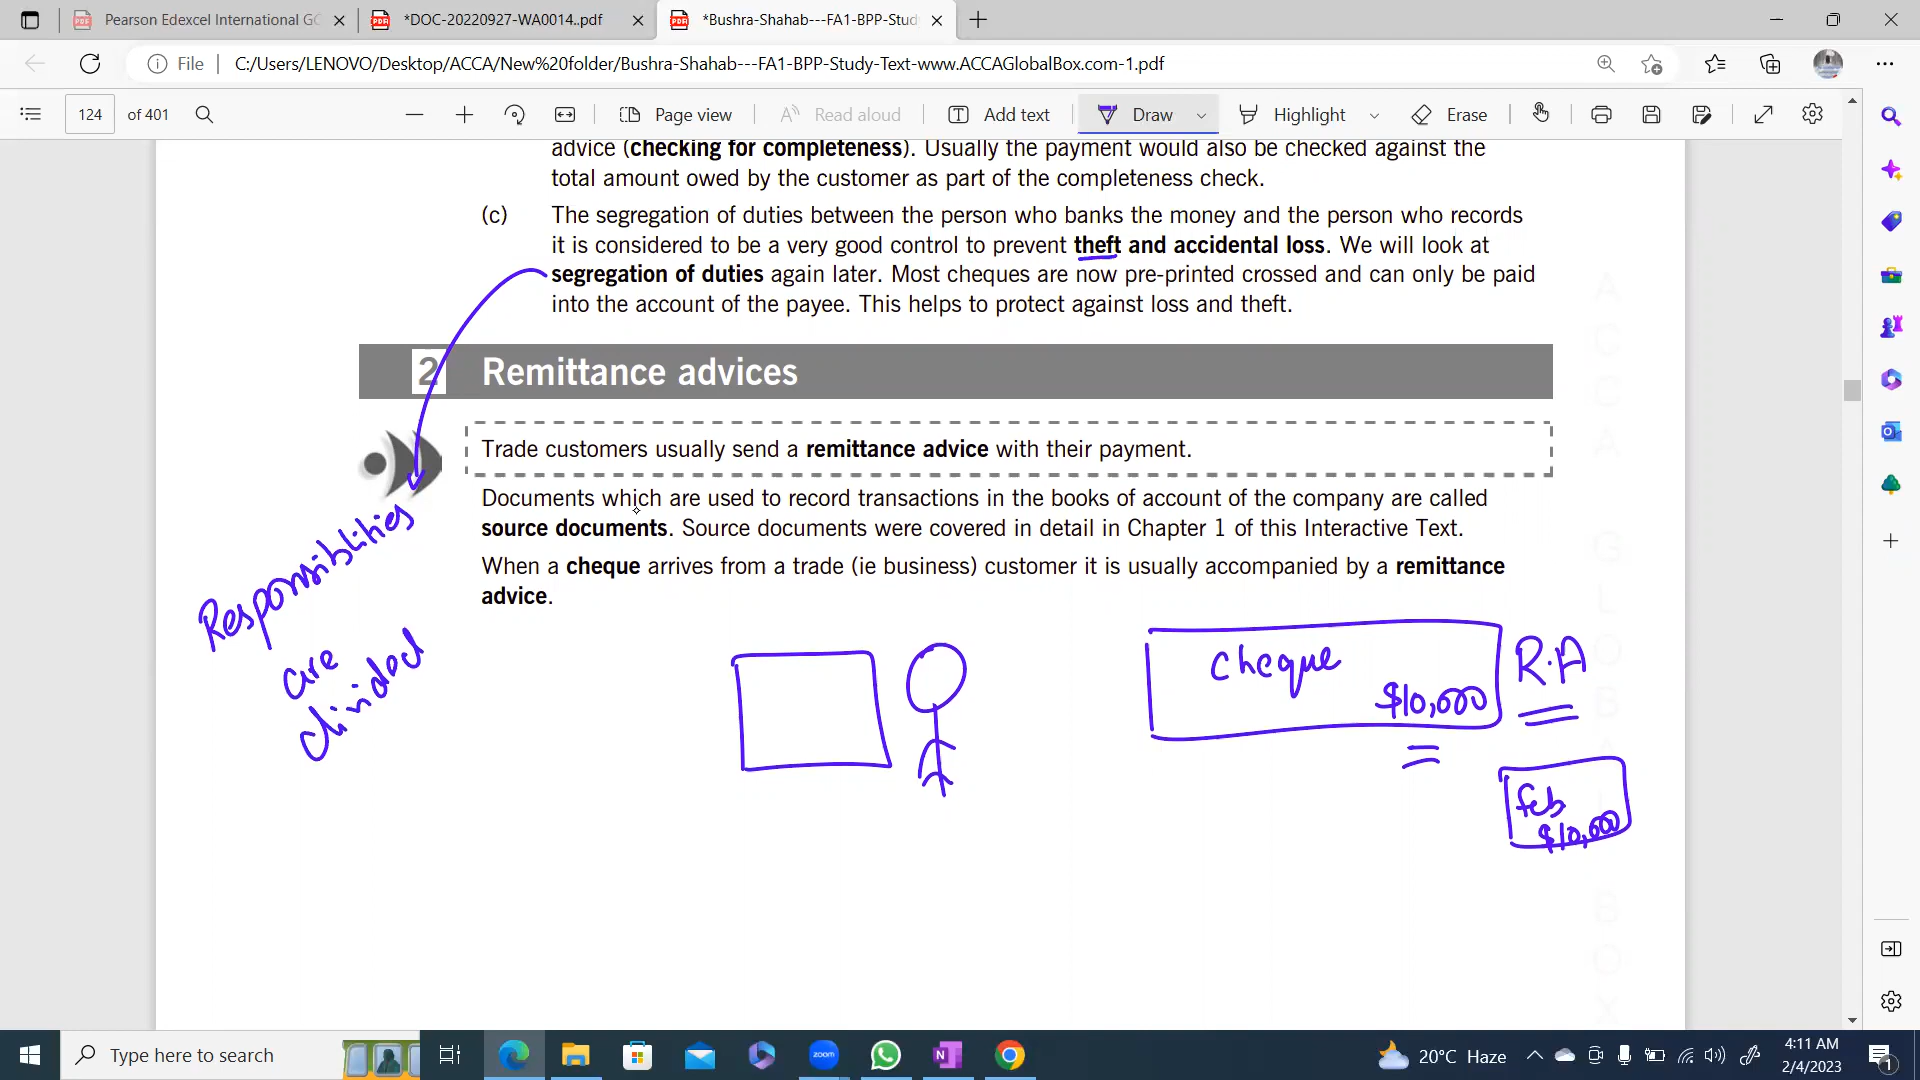 Pearson Edexcel International GC
*DOC-20220927-WA0014..pdf
*Bushra-Shahab---FA1-BPP-Stud
File
C:/Users/LENOVO/Desktop/ACCA/New%20folder/Bushra-Shahab---FA1-BPP-Study-Text-www.ACCAGlobalBox.com-1.pdf
124 of 401
Page view
Read aloud
Add text
Draw
Highlight
Erase
advice (checking for completeness). Usually the payment would also be checked against the
total amount owed by the customer as part of the completeness check.
(c) The segregation of duties between the person who banks the money and the person who records
it is considered to be a very good control to prevent theft and accidental loss. We will look at
segregation of duties again later. Most cheques are now pre-printed crossed and can only be paid
into the account of the payee. This helps to protect against loss and theft.
2 Remittance advices
Trade customers usually send a remittance advice with their payment.
Documents which are used to record transactions in the books of account of the company are called
source documents. Source documents were covered in detail in Chapter 1 of this Interactive Text.
When a cheque arrives from a trade (ie business) customer it is usually accompanied by a remittance
advice.
Responsiblities
are
divided
Cheque
$10,000
R.A
feb
$10,000
ACCA GLOBAL BOX
Type here to search
zoom
20°C Haze
4:11 AM
2/4/2023
1